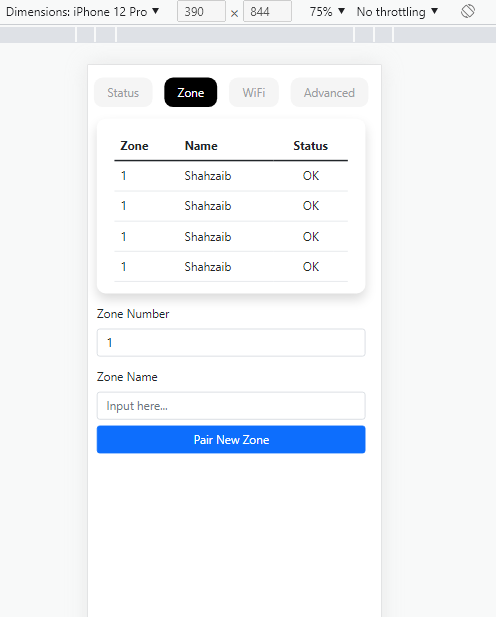 Dimensions: iPhone 12 Pro ▼ 390 × 844 75% ▼ No throttling ▼
Status Zone WiFi Advanced
Zone Name Status
1 Shahzaib OK
1 Shahzaib OK
1 Shahzaib OK
1 Shahzaib OK
Zone Number
1
Zone Name
Input here...
Pair New Zone